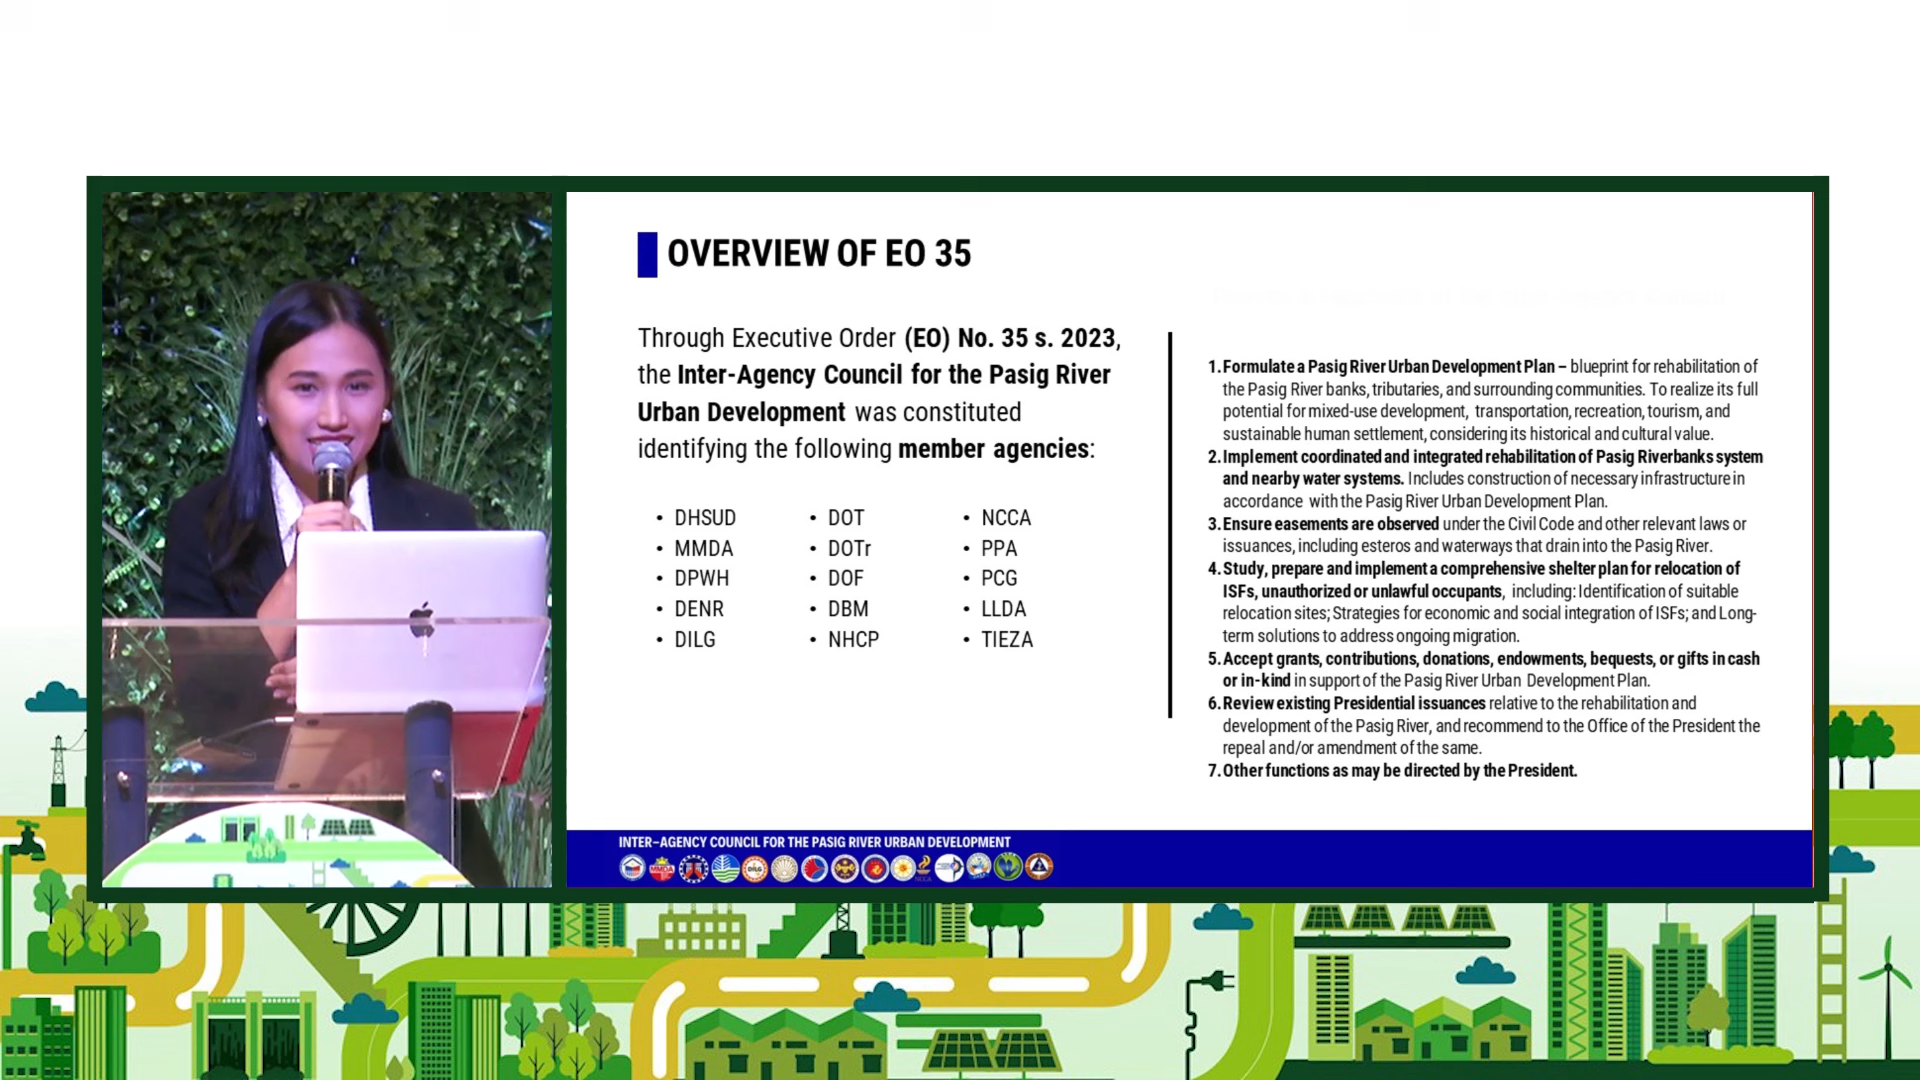 OVERVIEW OF EO 35
Through Executive Order (EO) No. 35 s. 2023,
the Inter-Agency Council for the Pasig River
Urban Development was constituted
identifying the following member agencies:
• DHSUD
• MMDA
• DPWH
• DENR
• DILG
• DOT
• DOTr
• DOF
• DBM
• NHCP
• NCCA
• PPA
• PCG
• LLDA
• TIEZA
1. Formulate a Pasig River Urban Development Plan – blueprint for rehabilitation of
the Pasig River banks, tributaries, and surrounding communities. To realize its full
potential for mixed-use development, transportation, recreation, tourism, and
sustainable human settlement, considering its historical and cultural value.
2. Implement coordinated and integrated rehabilitation of Pasig Riverbanks system
and nearby water systems. Includes construction of necessary infrastructure in
accordance with the Pasig River Urban Development Plan.
3. Ensure easements are observed under the Civil Code and other relevant laws or
issuances, including esteros and waterways that drain into the Pasig River.
4. Study, prepare and implement a comprehensive shelter plan for relocation of
ISFs, unauthorized or unlawful occupants, including: Identification of suitable
relocation sites; Strategies for economic and social integration of ISFs; and Long-
term solutions to address ongoing migration.
5. Accept grants, contributions, donations, endowments, bequests, or gifts in cash
or in-kind in support of the Pasig River Urban Development Plan.
6. Review existing Presidential issuances relative to the rehabilitation and
development of the Pasig River, and recommend to the Office of the President the
repeal and/or amendment of the same.
7. Other functions as may be directed by the President.
INTER-AGENCY COUNCIL FOR THE PASIG RIVER URBAN DEVELOPMENT
MMDA
DILG
NCCA